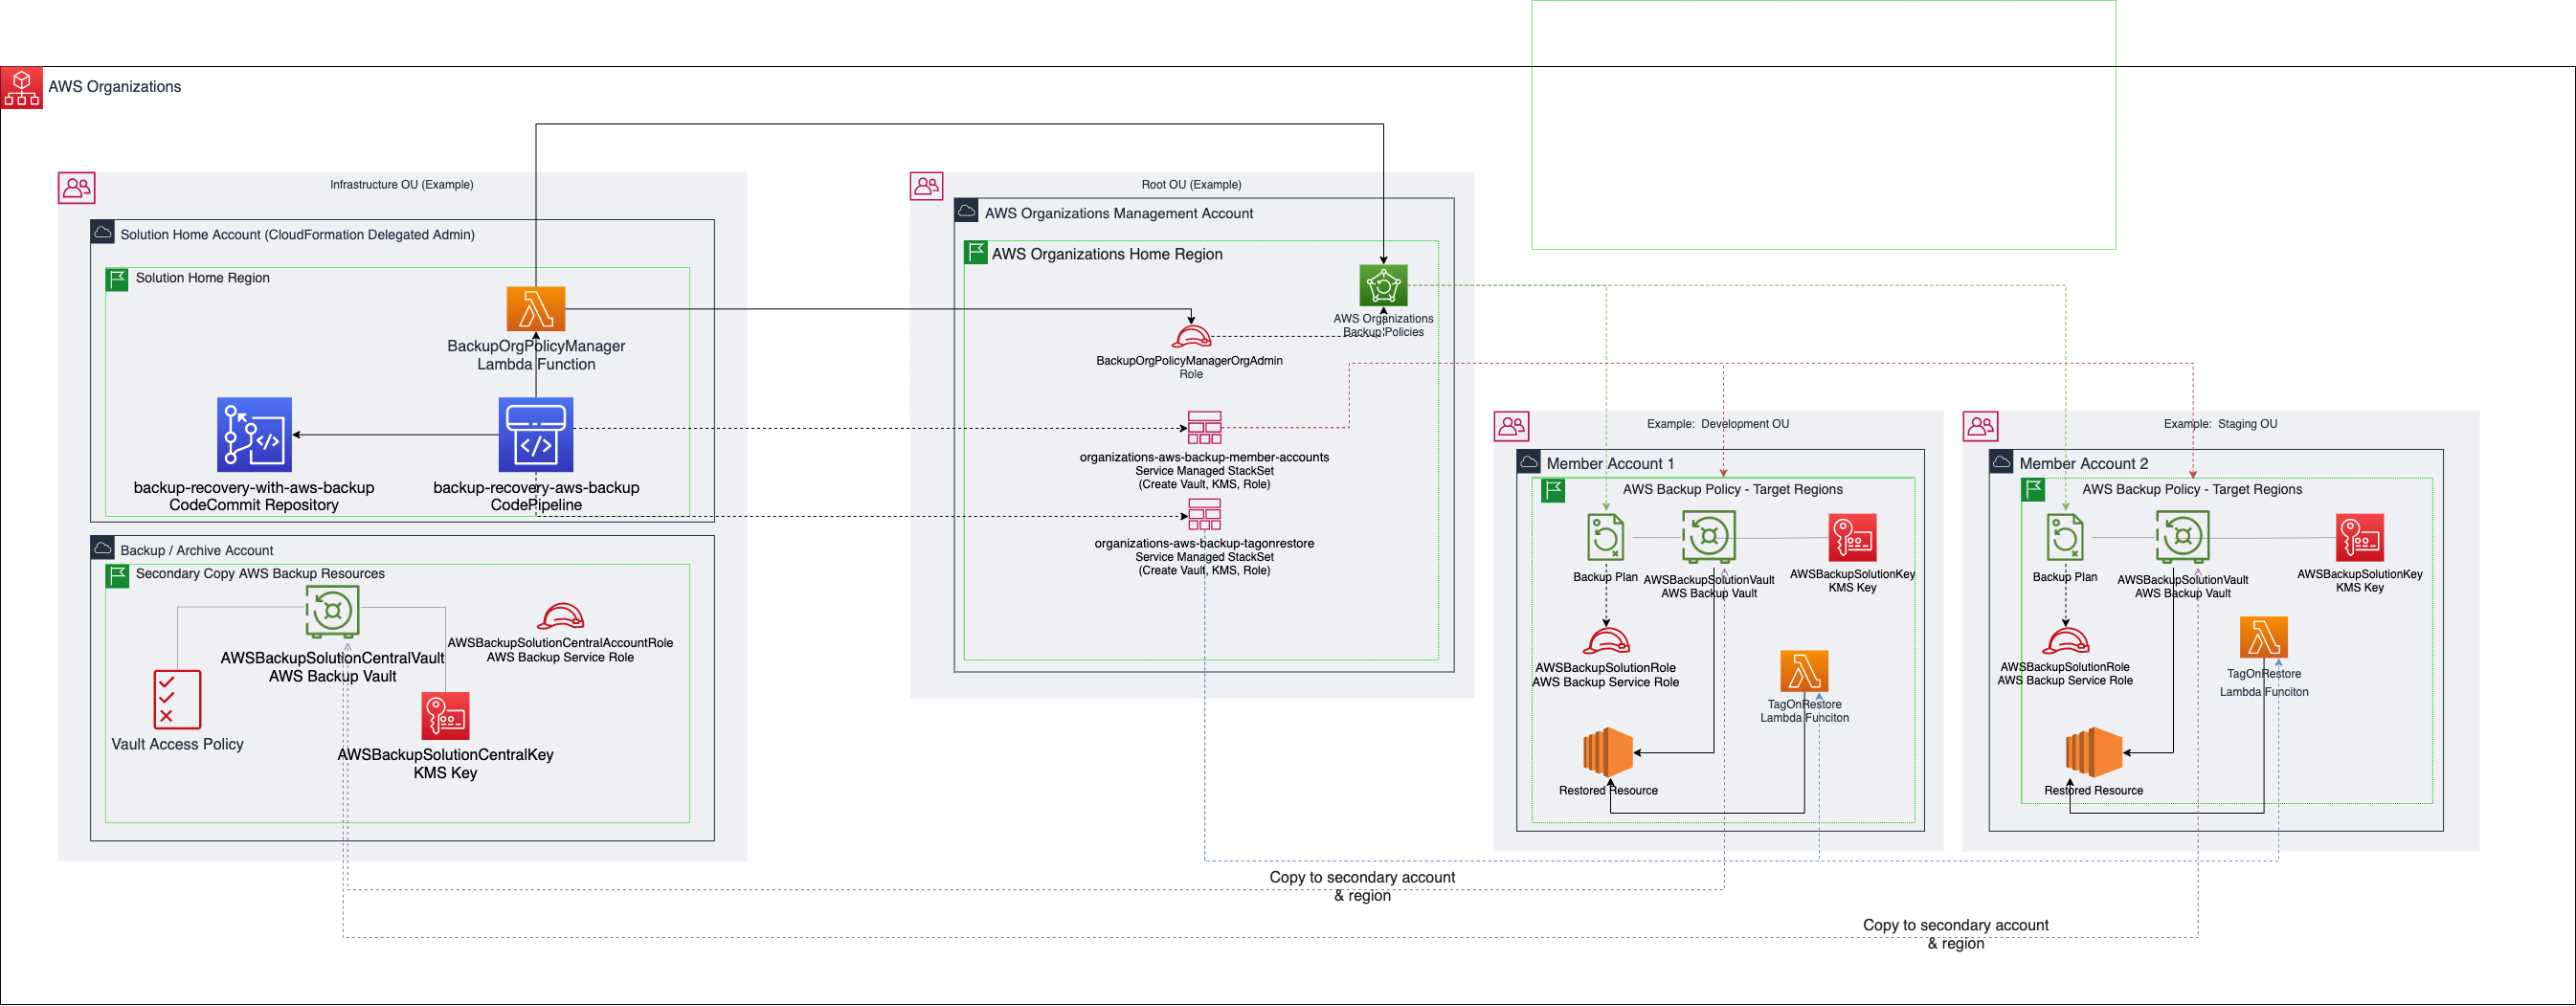 AWS Organizations
Infrastructure OU (Example)
Solution Home Account (CloudFormation Delegated Admin)
Solution Home Region
BackupOrgPolicyManager
Lambda Function
backup-recovery-with-aws-backup
CodeCommit Repository
backup-recovery-aws-backup
CodePipeline
Backup / Archive Account
Secondary Copy AWS Backup Resources
AWSBackupSolutionCentralVault
AWS Backup Vault
AWSBackupSolutionCentralAccountRole
AWS Backup Service Role
Vault Access Policy
AWSBackupSolutionCentralKey
KMS Key
Root OU (Example)
AWS Organizations Management Account
AWS Organizations Home Region
AWS Organizations
Backup Policies
BackupOrgPolicyManagerOrgAdmin
Role
organizations-aws-backup-member-accounts
Service Managed StackSet
(Create Vault, KMS, Role)
organizations-aws-backup-tagonrestore
Service Managed StackSet
(Create Vault, KMS, Role)
Example: Development OU
Member Account 1
AWS Backup Policy - Target Regions
Backup Plan
AWSBackupSolutionVault
AWS Backup Vault
AWSBackupSolutionKey
KMS Key
AWSBackupSolutionRole
AWS Backup Service Role
TagOnRestore
Lambda Funciton
Restored Resource
Example: Staging OU
Member Account 2
AWS Backup Policy - Target Regions
Backup Plan
AWSBackupSolutionVault
AWS Backup Vault
AWSBackupSolutionKey
KMS Key
AWSBackupSolutionRole
AWS Backup Service Role
TagOnRestore
Lambda Funciton
Restored Resource
Copy to secondary account
& region
Copy to secondary account
& region